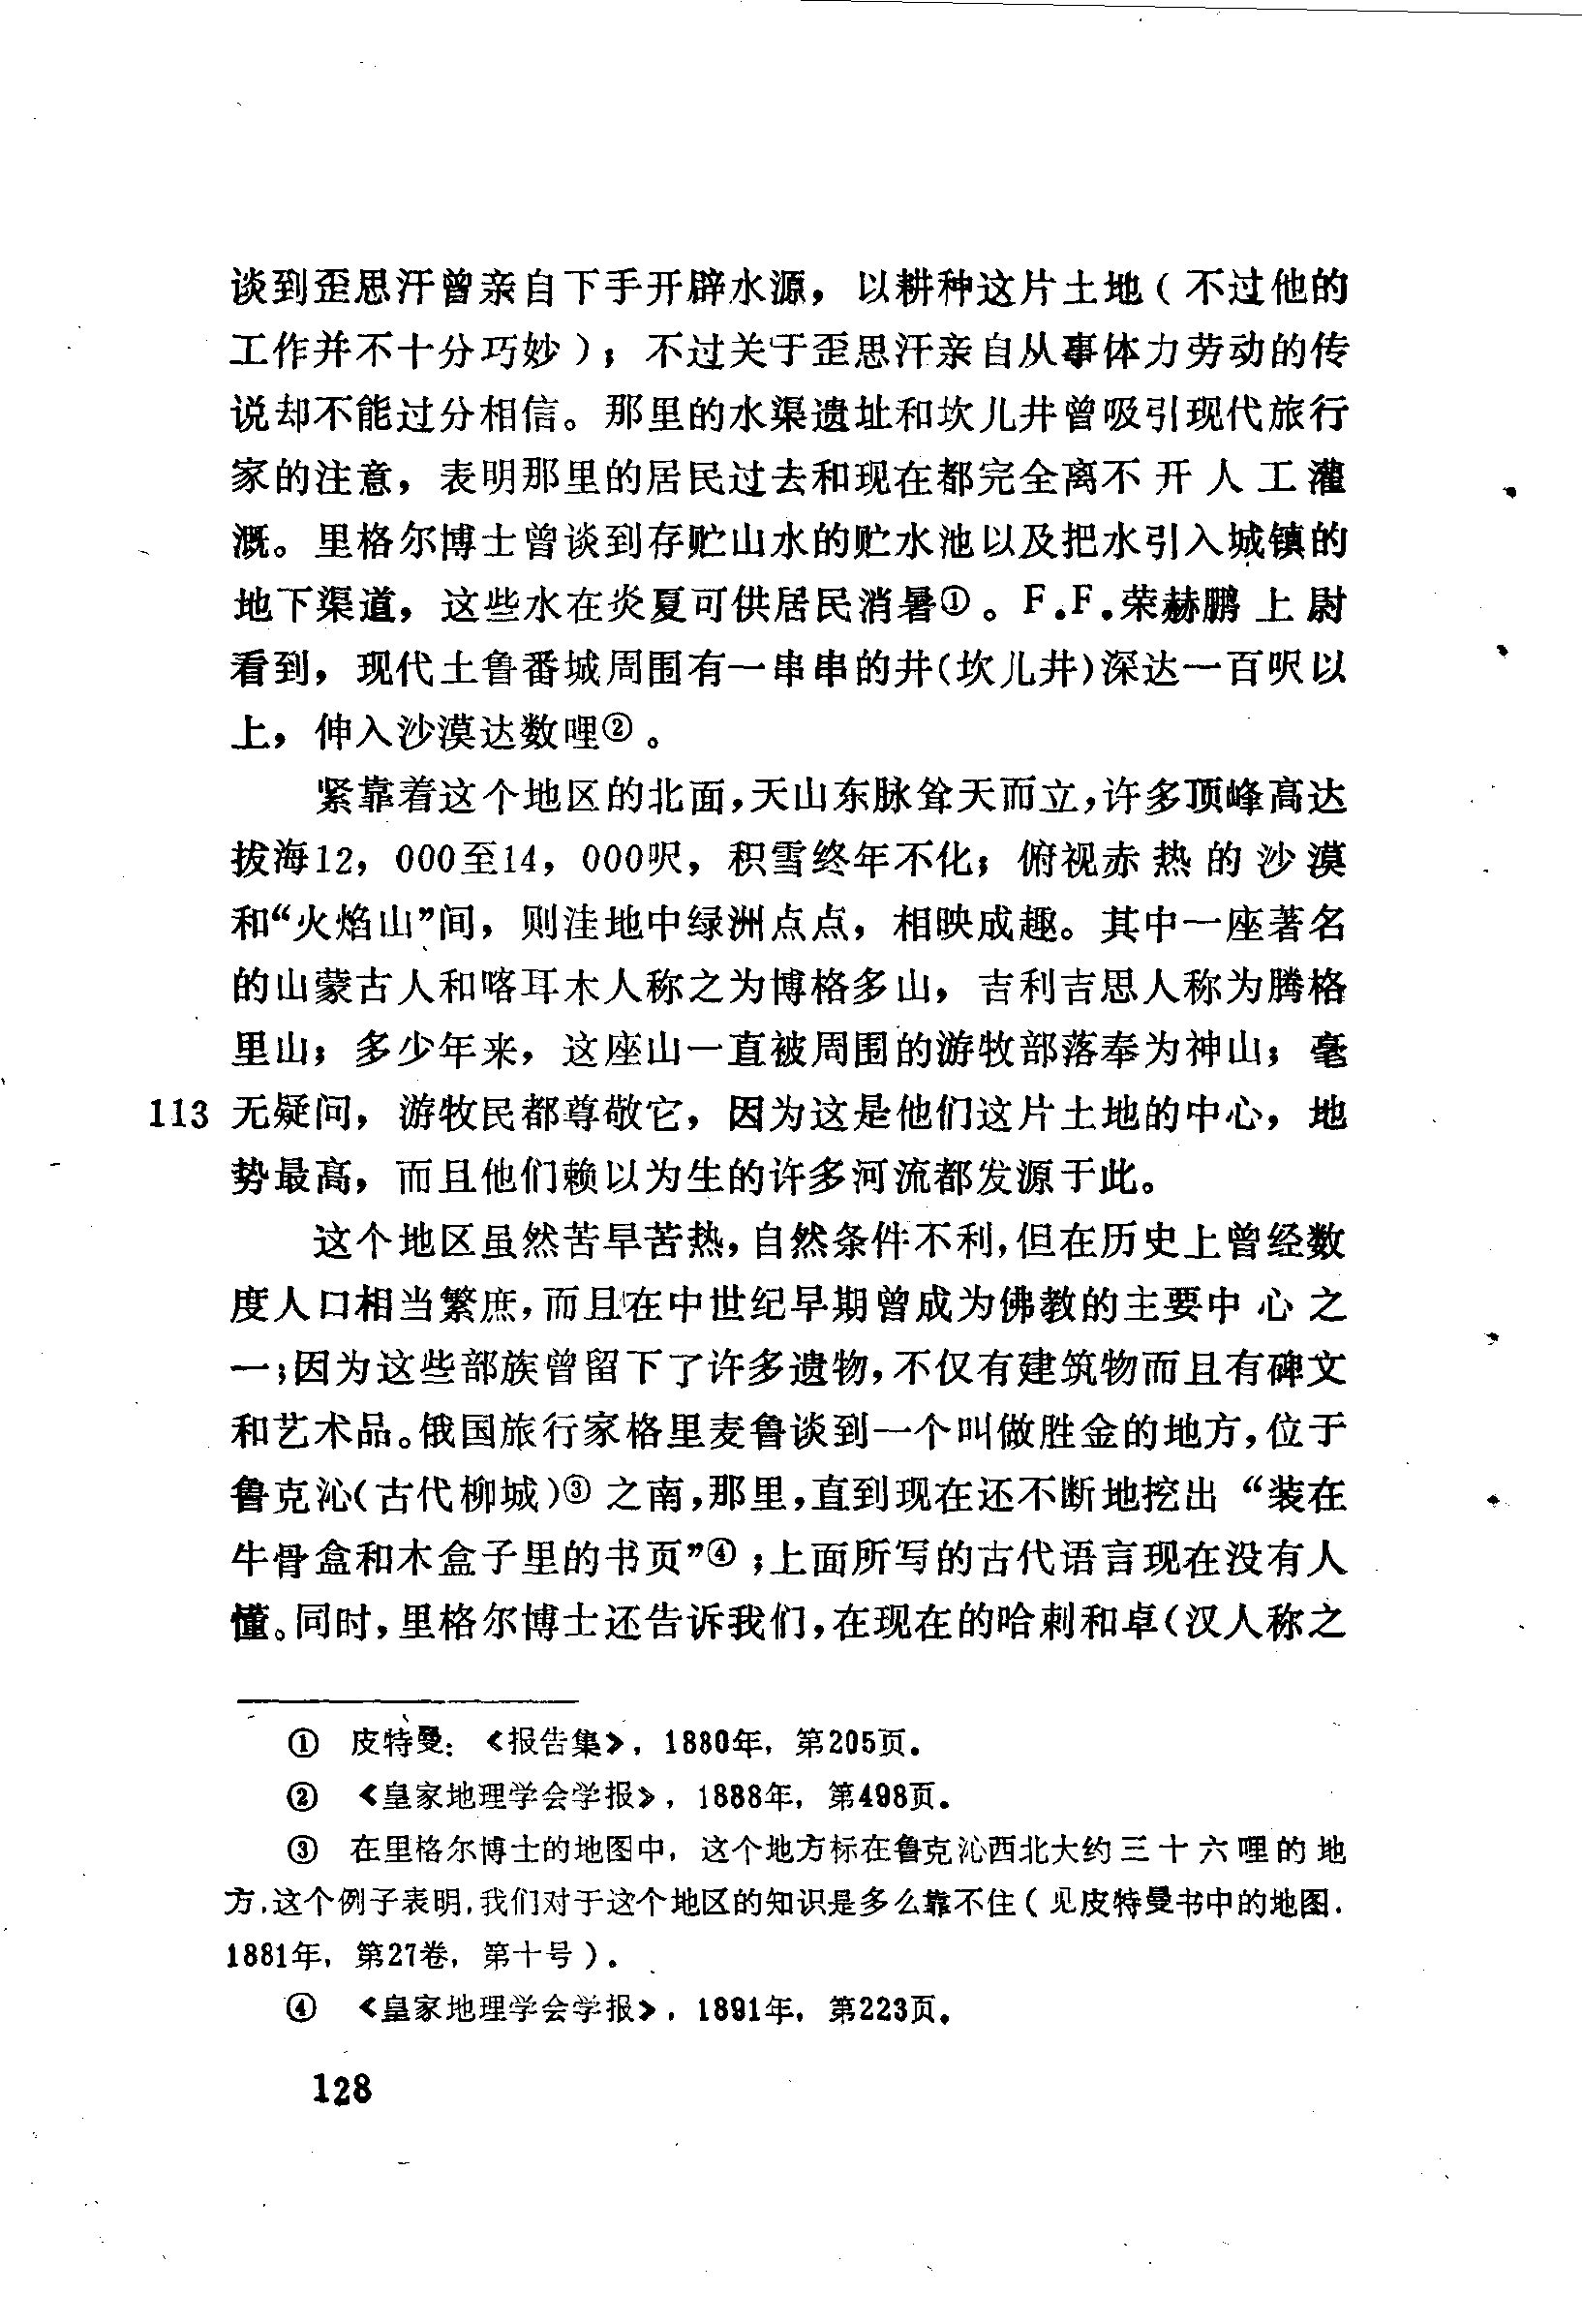 谈到歪思汗曾亲自下手开辟水源，以耕种这片土地（不过他的
工作并不十分巧妙）；不过关于歪思汗亲自从事体力劳动的传
说却不能过分相信。那里的水渠遗址和坎儿井曾吸引现代旅行
家的注意，表明那里的居民过去和现在都完全离不开人工灌
溉。里格尔博士曾谈到存贮山水的贮水池以及把水引入城镇的
地下渠道，这些水在炎夏可供居民消暑①。F.F.荣赫鹏上尉
看到，现代土鲁番城周围有一串串的井(坎儿井)深达一百呎以
上，伸入沙漠达数哩②。
紧靠着这个地区的北面，天山东脉耸天而立，许多顶峰高达
拔海12，000至14，000呎，积雪终年不化；俯视赤热的沙漠
和“火焰山”间，则洼地中绿洲点点，相映成趣。其中一座著名
的山蒙古人和喀耳木人称之为博格多山，吉利吉思人称为腾格
里山；多少年来，这座山一直被周围的游牧部落奉为神山；毫
113 无疑问，游牧民都尊敬它，因为这是他们这片土地的中心，地
势最高，而且他们赖以为生的许多河流都发源于此。
这个地区虽然苦旱苦热，自然条件不利，但在历史上曾经数
度人口相当繁庶，而且在中世纪早期曾成为佛教的主要中心之
一；因为这些部族曾留下了许多遗物，不仅有建筑物而且有碑文
和艺术品。俄国旅行家格里麦鲁谈到一个叫做胜金的地方，位于
鲁克沁(古代柳城)③之南，那里，直到现在还不断地挖出“装在
牛骨盒和木盒子里的书页”④；上面所写的古代语言现在没有人
懂。同时，里格尔博士还告诉我们，在现在的哈剌和卓(汉人称之
① 皮特曼：《报告集》，1880年，第205页。
② 《皇家地理学会学报》，1888年，第498页。
③ 在里格尔博士的地图中，这个地方标在鲁克沁西北大约三十六哩的地
方，这个例子表明，我们对于这个地区的知识是多么靠不住（见皮特曼书中的地图，
1881年，第27卷，第十号）。
④ 《皇家地理学会学报》，1891年，第223页。
128